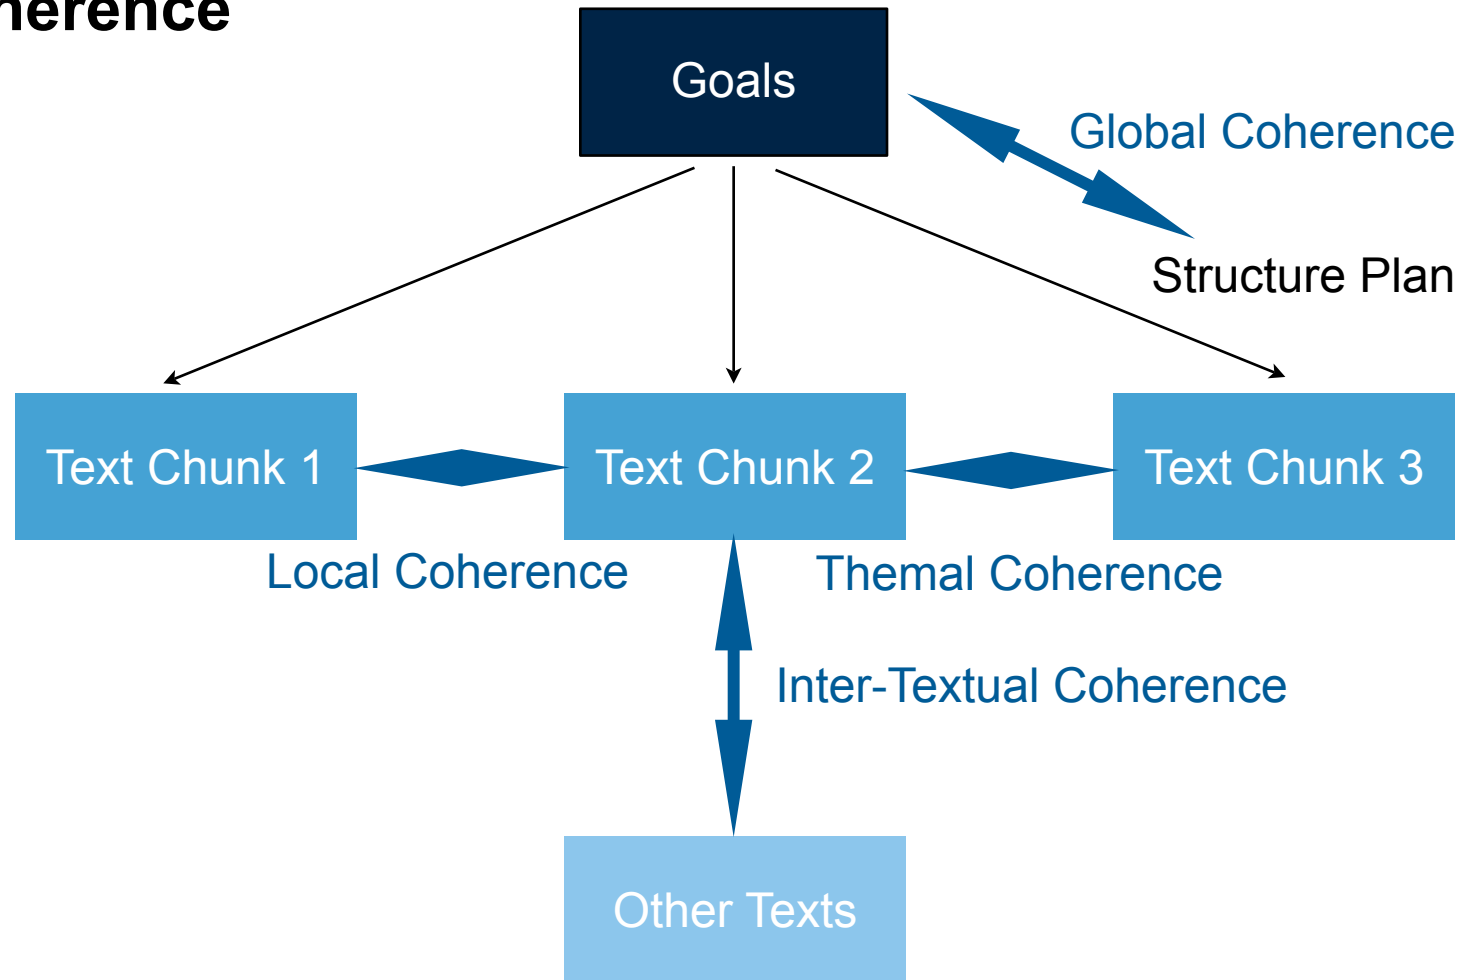 herence
Goals
Global Coherence
Structure Plan
Text Chunk 1
Text Chunk 2
Text Chunk 3
Local Coherence
Themal Coherence
Inter-Textual Coherence
Other Texts